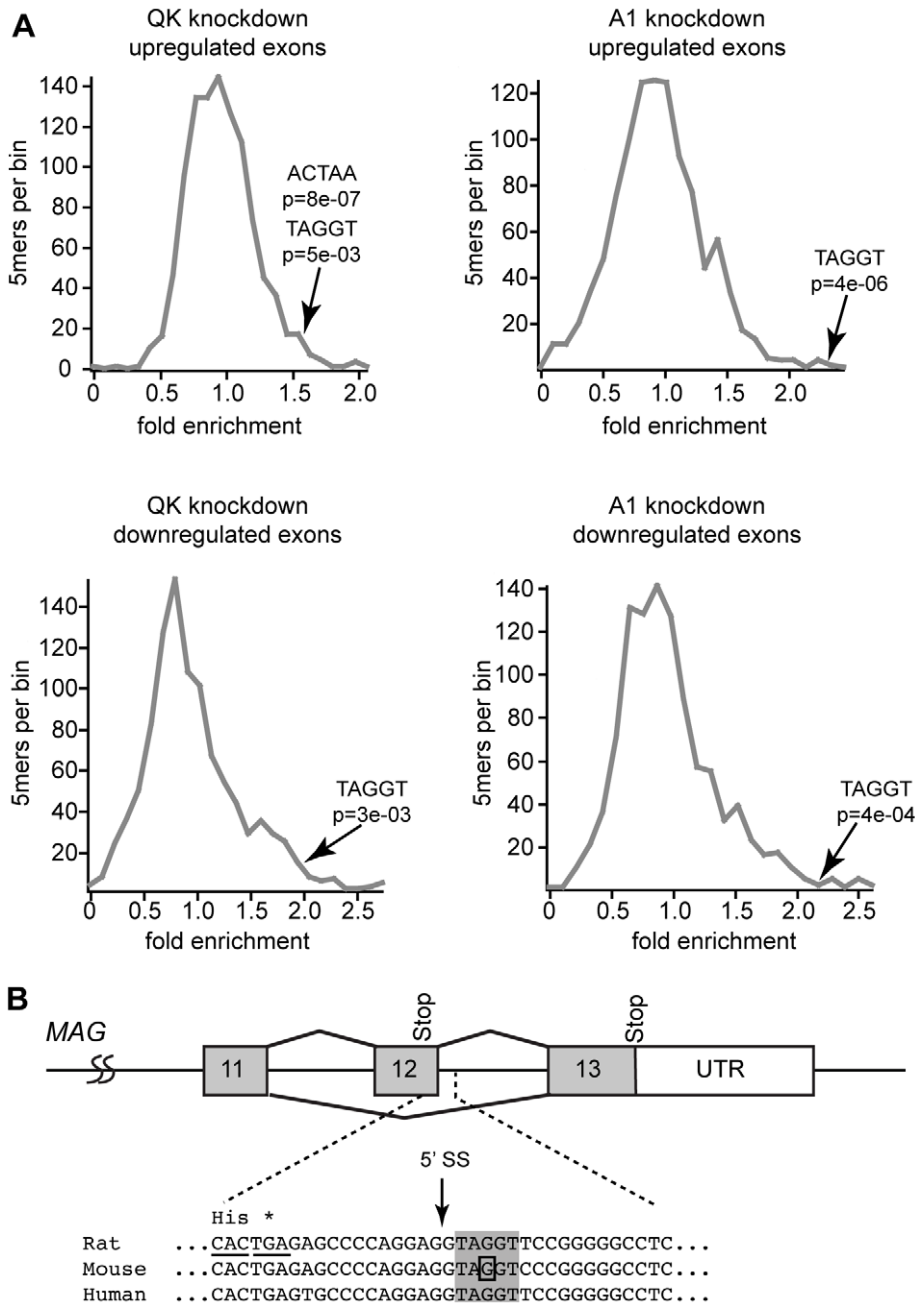 A
QK knockdown
upregulated exons
5mers per bin
140
120
100
80
60
40
20
0
ACTAA
p=8e-07
TAGGT
p=5e-03
0
0.5
1.0
1.5
2.0
fold enrichment
A1 knockdown
upregulated exons
5mers per bin
120
100
80
60
40
20
TAGGT
p=4e-06
0
0.5
1.0
1.5
2.0
fold enrichment
QK knockdown
downregulated exons
5mers per bin
140
120
100
80
60
40
20
TAGGT
p=3e-03
0
0.5
1.0
1.5
2.0
2.5
fold enrichment
A1 knockdown
downregulated exons
5mers per bin
140
120
100
80
60
40
20
TAGGT
p=4e-04
0
0.5
1.0
1.5
2.0
2.5
fold enrichment
B
MAG
11
12
Stop
13
Stop
UTR
5' SS
His *
Rat ...CACTGAGAGCCCCAGGAGGTAGGTTCCGGGGGCCTC...
Mouse ...CACTGAGAGCCCCAGGAGGTAGGTCCCGGGGGCCTC...
Human ...CACTGAGTGCCCCAGGAGGTAGGTTCCGGGGGCCTC...